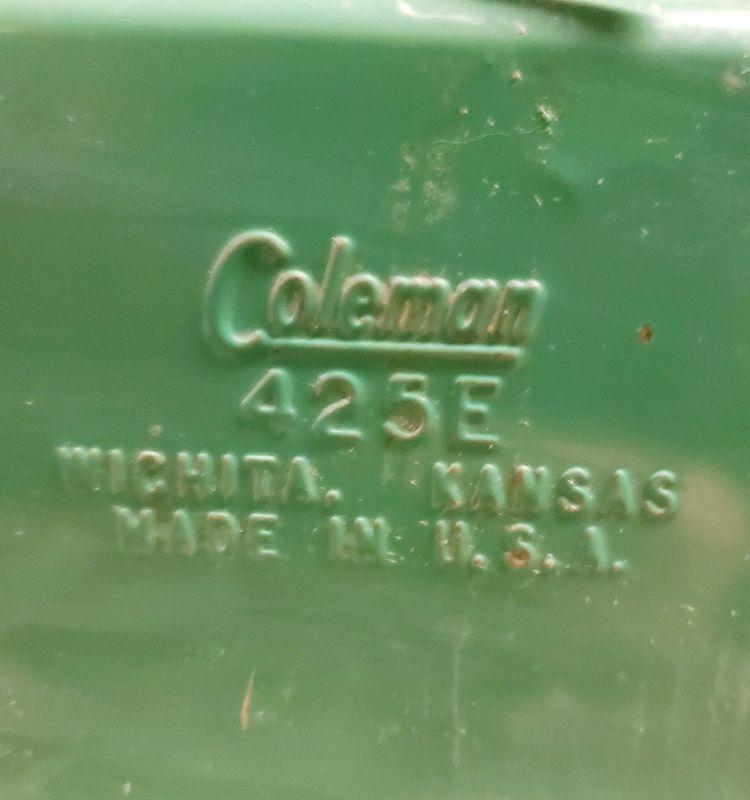 Coleman
425E
WICHITA. KANSAS
MADE IN U.S.A.